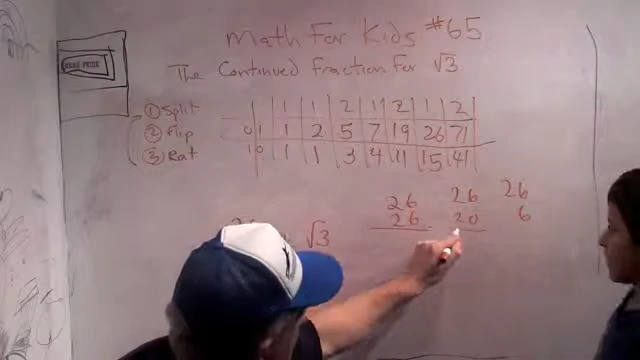 Math For Kids #65
The Continued Fraction for √3
① Split
② Flip
③ Rat
1 1 2 1 2 1 2
0 1 1 2 5 7 19 26 71
1 0 1 1 3 4 11 15 41
26 26 26
26 20 6
√3